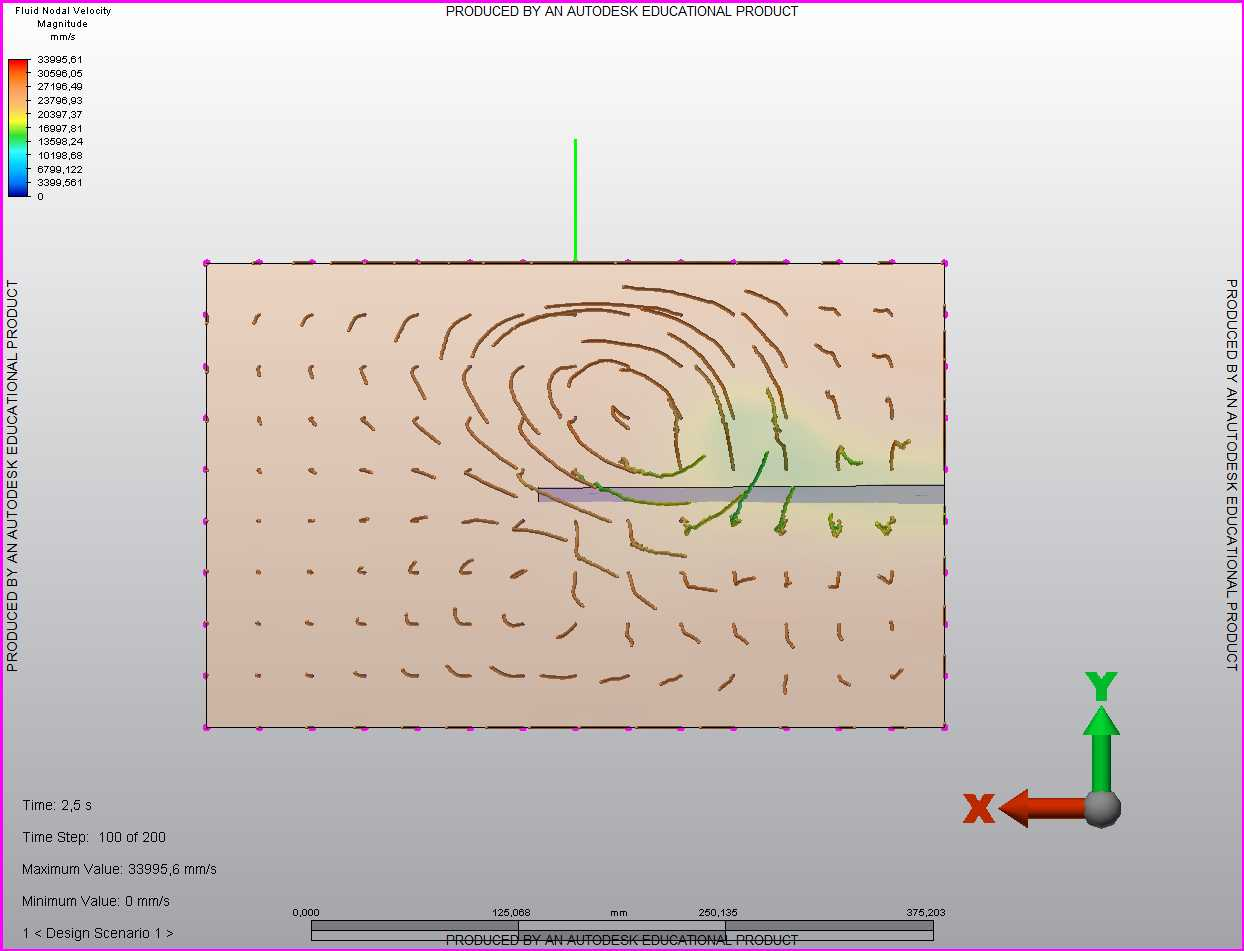 Fluid Nodal Velocity
Magnitude
mm/s
PRODUCED BY AN AUTODESK EDUCATIONAL PRODUCT
33995,61
30596,05
27196,49
23796,93
20397,37
16997,81
13598,24
10198,68
6799,122
3399,561
0
PRODUCED BY AN AUTODESK EDUCATIONAL PRODUCT
PRODUCED BY AN AUTODESK EDUCATIONAL PRODUCT
Y
X
Time: 2,5 s
Time Step: 100 of 200
Maximum Value: 33995,6 mm/s
Minimum Value: 0 mm/s
1 < Design Scenario 1 >
0,000 125,068 mm 250,135 375,203
PRODUCED BY AN AUTODESK EDUCATIONAL PRODUCT